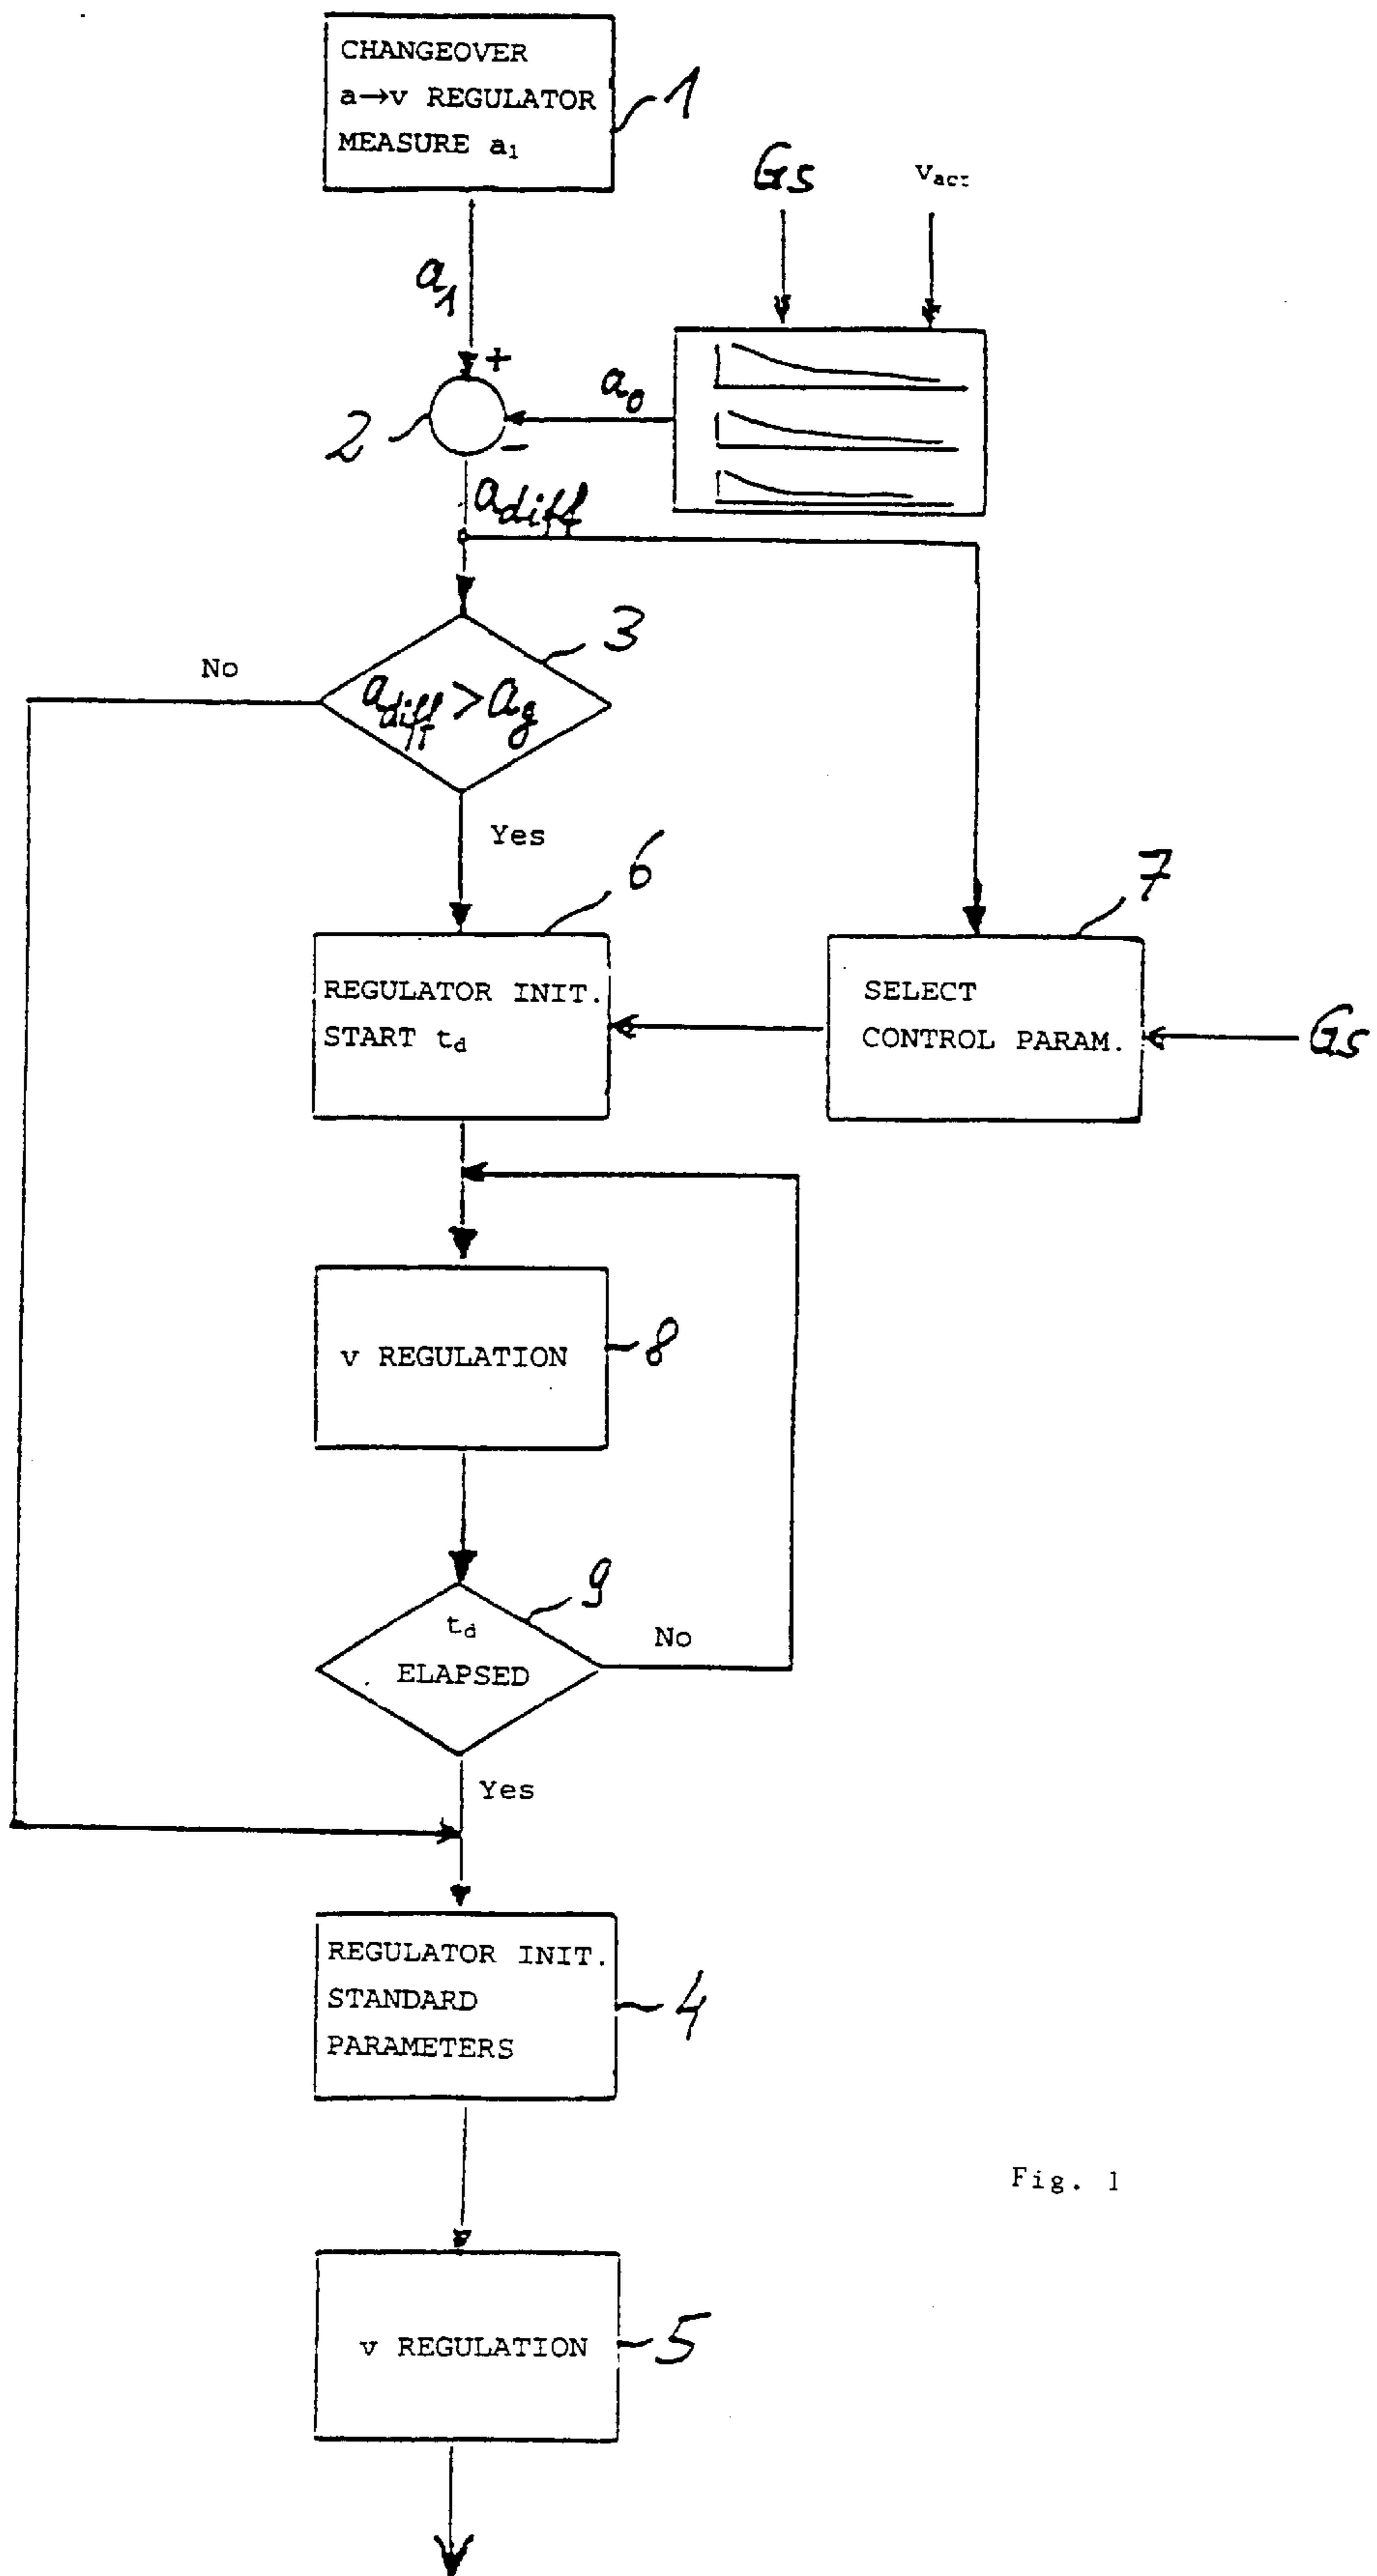 CHANGEOVER
a→v REGULATOR
MEASURE a₁
1
Gs
v_act
a₁
+
a₀
2
-
a_diff
3
No
a_diff > a_g
Yes
6
7
REGULATOR INIT.
START t_d
SELECT
CONTROL PARAM.
Gs
v REGULATION
8
9
t_d
ELAPSED
No
Yes
REGULATOR INIT.
STANDARD
PARAMETERS
4
Fig. 1
v REGULATION
5